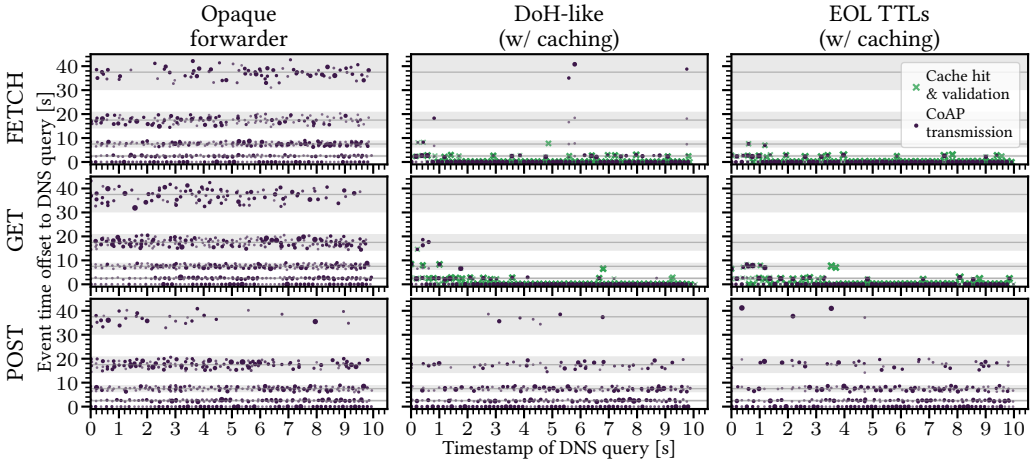 Opaque
forwarder
DoH-like
(w/ caching)
EOL TTLs
(w/ caching)
FETCH
GET
POST
Event time offset to DNS query [s]
40
30
20
10
0
40
30
20
10
0
40
30
20
10
0
Cache hit
& validation
CoAP
transmission
0 1 2 3 4 5 6 7 8 9 10
0 1 2 3 4 5 6 7 8 9 10
0 1 2 3 4 5 6 7 8 9 10
Timestamp of DNS query [s]